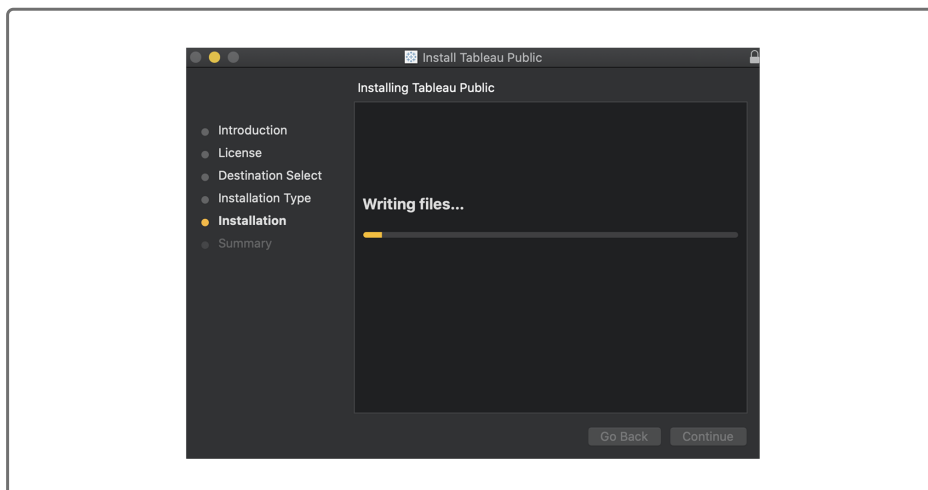 Install Tableau Public
Installing Tableau Public
Introduction
License
Destination Select
Installation Type
Installation
Summary
Writing files...
Go Back
Continue